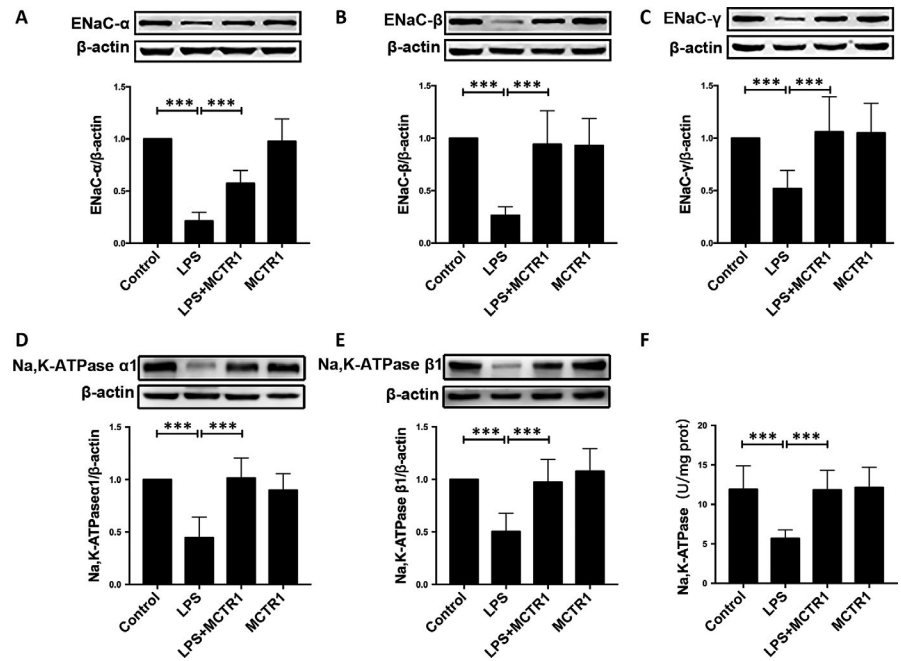 A
ENaC-α
β-actin
ENaC-α/β-actin
1.5
1.0
0.5
0.0
*** ***
Control
LPS
LPS+MCTR1
MCTR1
B
ENaC-β
β-actin
ENaC-β/β-actin
1.5
1.0
0.5
0.0
*** ***
Control
LPS
LPS+MCTR1
MCTR1
C
ENaC-γ
β-actin
ENaC-γ/β-actin
1.5
1.0
0.5
0.0
*** ***
Control
LPS
LPS+MCTR1
MCTR1
D
Na,K-ATPase α1
β-actin
Na,K-ATPaseα1/β-actin
1.5
1.0
0.5
0.0
*** ***
Control
LPS
LPS+MCTR1
MCTR1
E
Na,K-ATPase β1
β-actin
Na,K-ATPase β1/β-actin
1.5
1.0
0.5
0.0
*** ***
Control
LPS
LPS+MCTR1
MCTR1
F
Na,K-ATPase (U/mg prot)
20
15
10
5
0
*** ***
Control
LPS
LPS+MCTR1
MCTR1